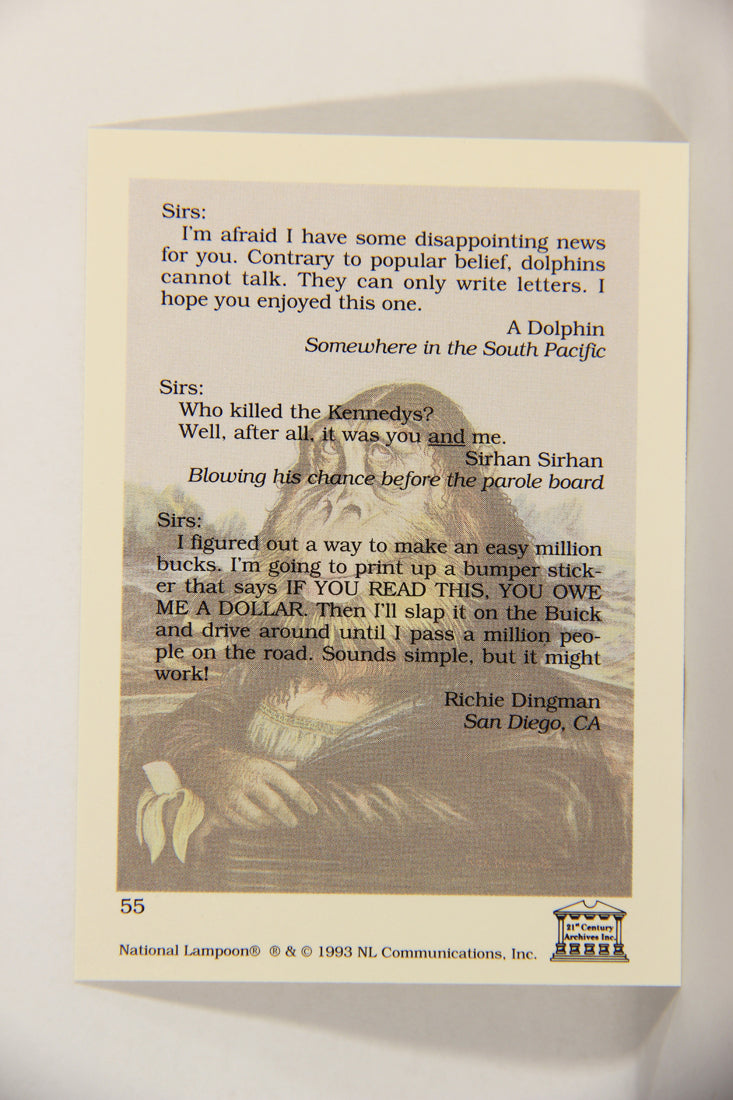 Sirs:
I'm afraid I have some disappointing news
for you. Contrary to popular belief, dolphins
cannot talk. They can only write letters. I
hope you enjoyed this one.
A Dolphin
Somewhere in the South Pacific
Sirs:
Who killed the Kennedys?
Well, after all, it was you and me.
Sirhan Sirhan
Blowing his chance before the parole board
Sirs:
I figured out a way to make an easy million
bucks. I'm going to print up a bumper stick-
er that says IF YOU READ THIS, YOU OWE
ME A DOLLAR. Then I'll slap it on the Buick
and drive around until I pass a million peo-
ple on the road. Sounds simple, but it might
work!
Richie Dingman
San Diego, CA
55
21st Century
Archives Inc.
National Lampoon® ® & © 1993 NL Communications, Inc.